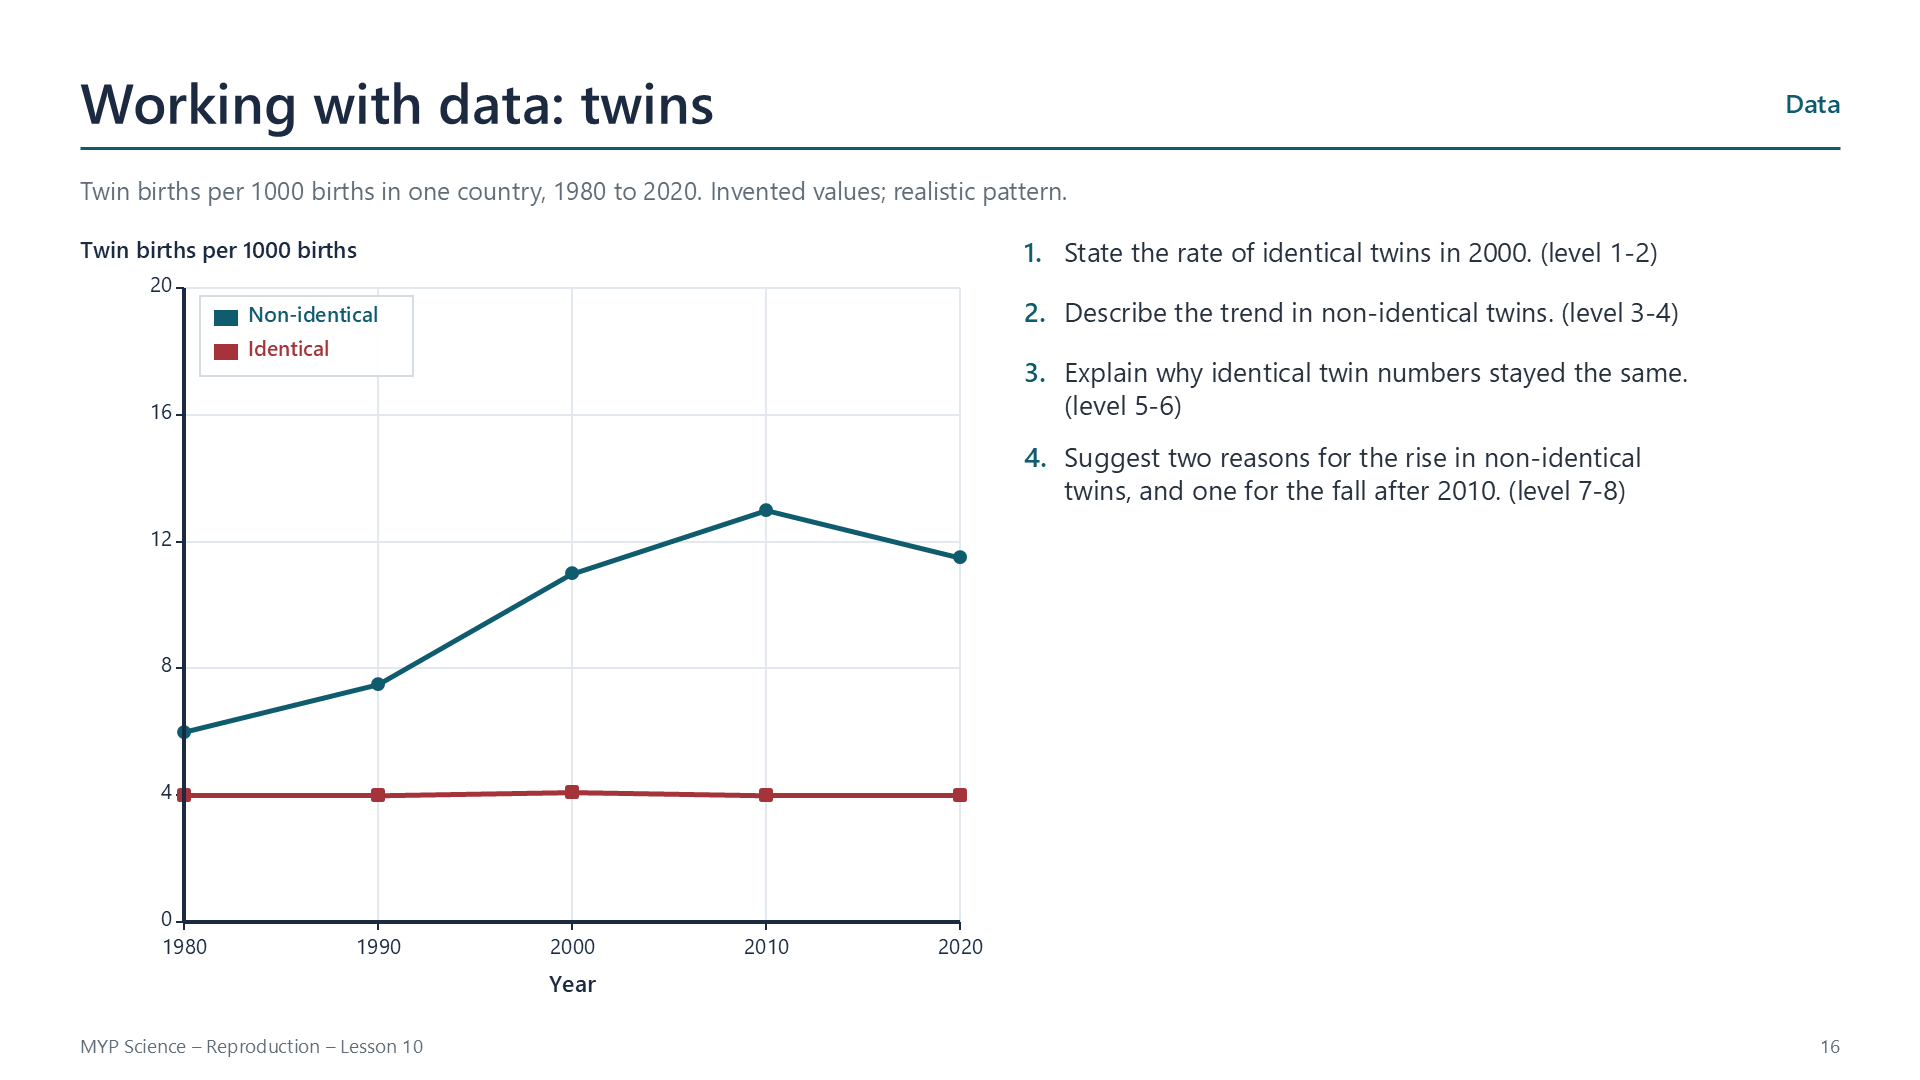 Working with data: twins
Data
Twin births per 1000 births in one country, 1980 to 2020. Invented values; realistic pattern.
Twin births per 1000 births
20
16
12
8
4
0
Non-identical
Identical
1980 1990 2000 2010 2020
Year
1. State the rate of identical twins in 2000. (level 1-2)
2. Describe the trend in non-identical twins. (level 3-4)
3. Explain why identical twin numbers stayed the same.
(level 5-6)
4. Suggest two reasons for the rise in non-identical
twins, and one for the fall after 2010. (level 7-8)
MYP Science – Reproduction – Lesson 10
16